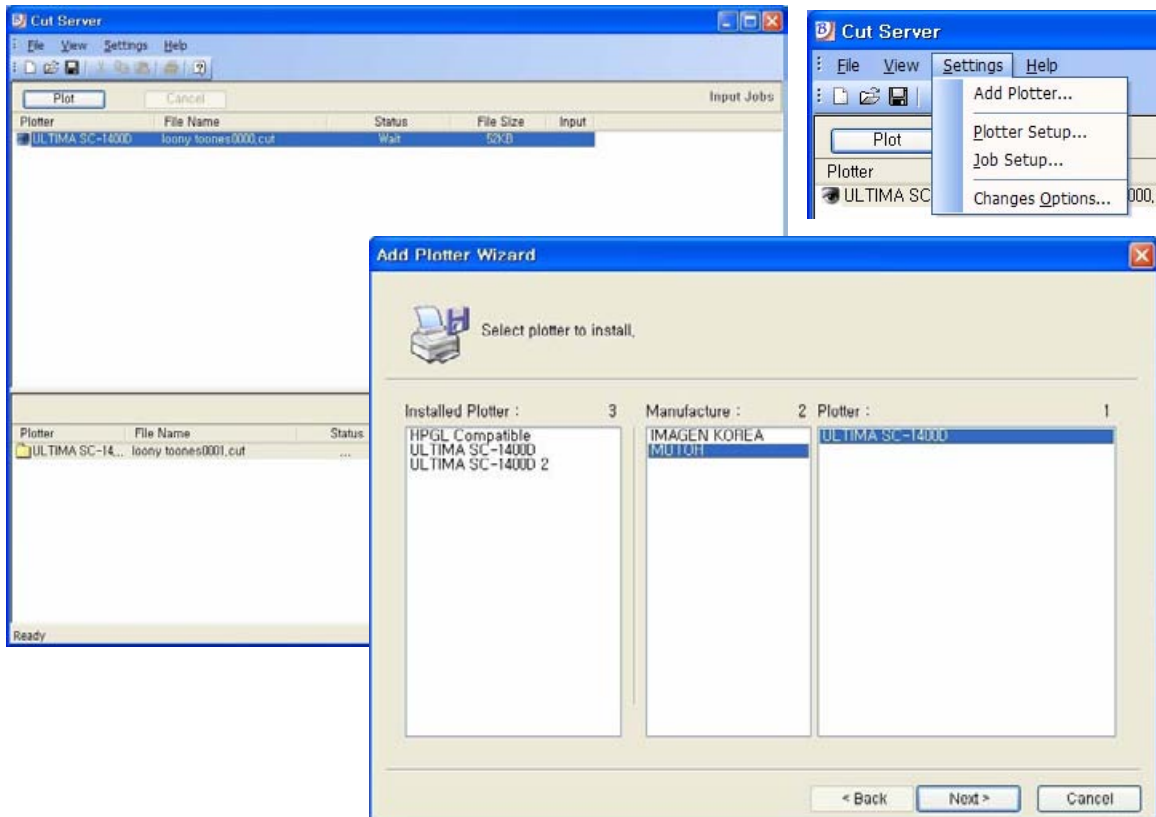 Cut Server
File View Settings Help
Plot Cancel Input Jobs
Plotter File Name Status File Size Input
ULTIMA SC-1400D loony toones0000.cut Wait 52KB
Plotter File Name Status
ULTIMA SC-14... loony toones0001.cut ...
Ready
Cut Server
File View Settings Help
Add Plotter...
Plot
Plotter Setup...
Job Setup...
Plotter
ULTIMA SC 000,
Changes Options...
Add Plotter Wizard
Select plotter to install,
Installed Plotter : 3 Manufacture : 2 Plotter : 1
HPGL Compatible IMAGEN KOREA ULTIMA SC-1400D
ULTIMA SC-1400D MUTOH
ULTIMA SC-1400D 2
< Back Next > Cancel